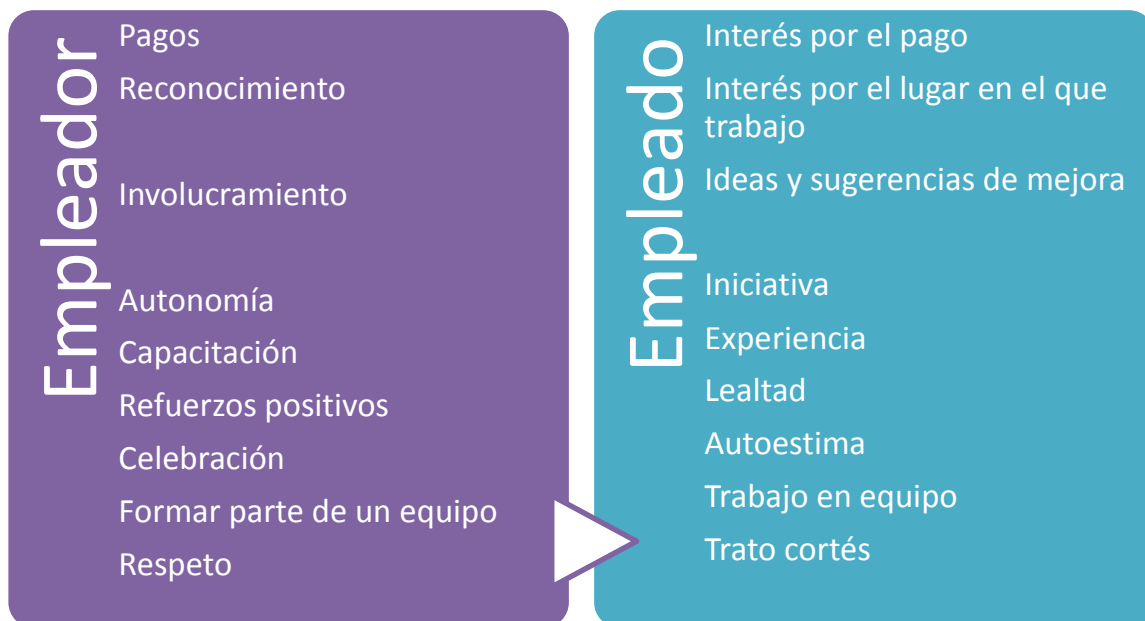 Empleador
Pagos
Reconocimiento
Involucramiento
Autonomía
Capacitación
Refuerzos positivos
Celebración
Formar parte de un equipo
Respeto
Empleado
Interés por el pago
Interés por el lugar en el que
trabajo
Ideas y sugerencias de mejora
Iniciativa
Experiencia
Lealtad
Autoestima
Trabajo en equipo
Trato cortés